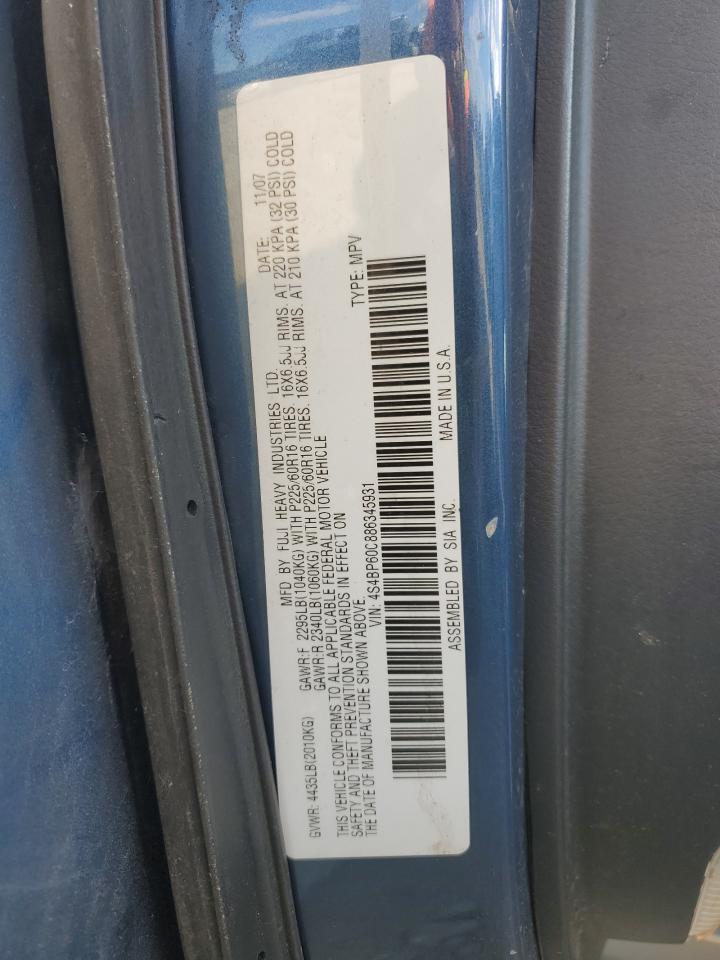 MFD BY FUJI HEAVY INDUSTRIES LTD. DATE: 11/07
GVWR: 4435LB(2010KG) GAWR:F 2295LB(1040KG) WITH P225/60R16 TIRES. 16X6.5JJ RIMS. AT 220 KPA (32 PSI) COLD
GAWR:R 2340LB(1060KG) WITH P225/60R16 TIRES. 16X6.5JJ RIMS. AT 210 KPA (30 PSI) COLD
THIS VEHICLE CONFORMS TO ALL APPLICABLE FEDERAL MOTOR VEHICLE
SAFETY AND THEFT PREVENTION STANDARDS IN EFFECT ON
THE DATE OF MANUFACTURE SHOWN ABOVE.
VIN: 4S4BP60C886345931 TYPE: MPV
ASSEMBLED BY SIA INC. MADE IN U.S.A.